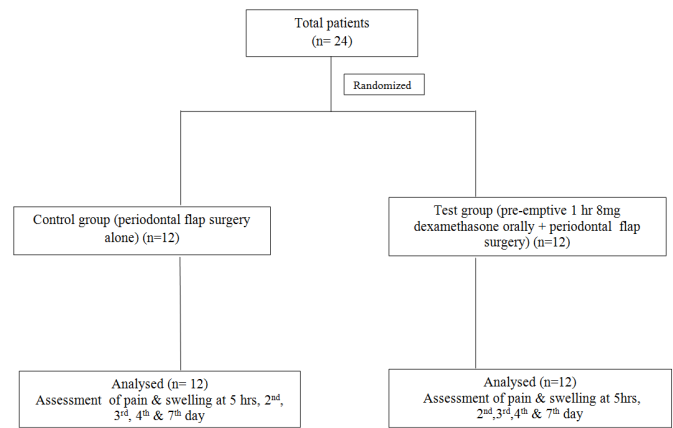 Total patients
(n= 24)
Randomized
Control group (periodontal flap surgery
alone) (n=12)
Test group (pre-emptive 1 hr 8mg
dexamethasone orally + periodontal flap
surgery) (n=12)
Analysed (n= 12)
Assessment of pain & swelling at 5 hrs, 2nd,
3rd, 4th & 7th day
Analysed (n=12)
Assessment of pain & swelling at 5hrs,
2nd,3rd,4th & 7th day